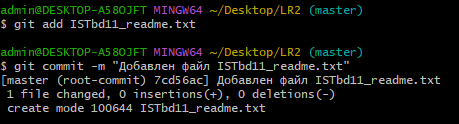 admin@DESKTOP-A58OJFT MINGW64 ~/Desktop/LR2 (master)
$ git add ISTbd11_readme.txt
admin@DESKTOP-A58OJFT MINGW64 ~/Desktop/LR2 (master)
$ git commit -m "Добавлен файл ISTbd11_readme.txt"
[master (root-commit) 7cd56ac] Добавлен файл ISTbd11_readme.txt
1 file changed, 0 insertions(+), 0 deletions(-)
create mode 100644 ISTbd11_readme.txt